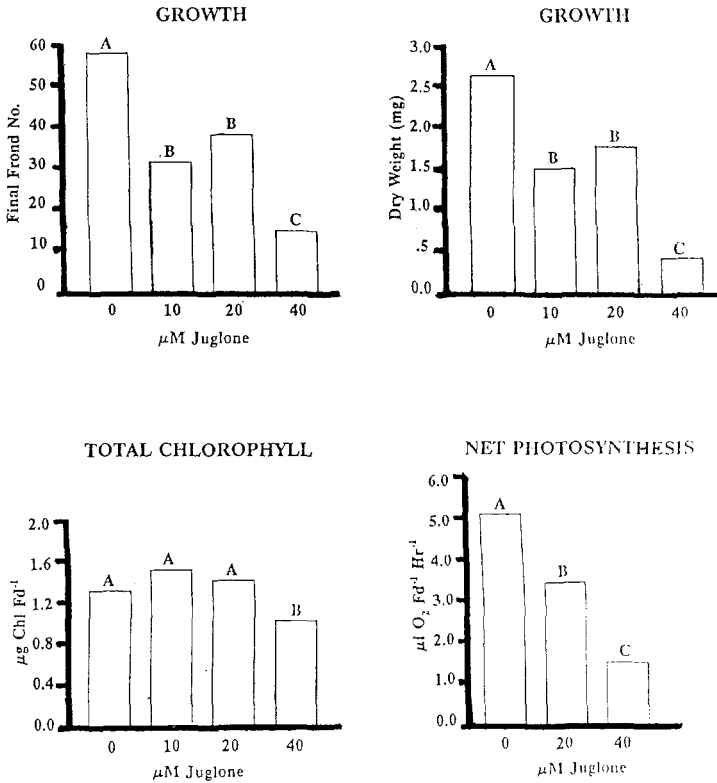 GROWTH
Final Frond No.
60
50
40
30
20
10
0
A
B
B
C
0 10 20 40
μM Juglone
GROWTH
Dry Weight (mg)
3.0
2.5
2.0
1.5
1.0
.5
0.0
A
B
B
C
0 10 20 40
μM Juglone
TOTAL CHLOROPHYLL
μg Chl Fd⁻¹
2.0
1.6
1.2
0.8
0.4
0.0
A
A
A
B
0 10 20 40
μM Juglone
NET PHOTOSYNTHESIS
μl O₂ Fd⁻¹ Hr⁻¹
6.0
5.0
4.0
3.0
2.0
1.0
0.0
A
B
C
0 20 40
μM Juglone